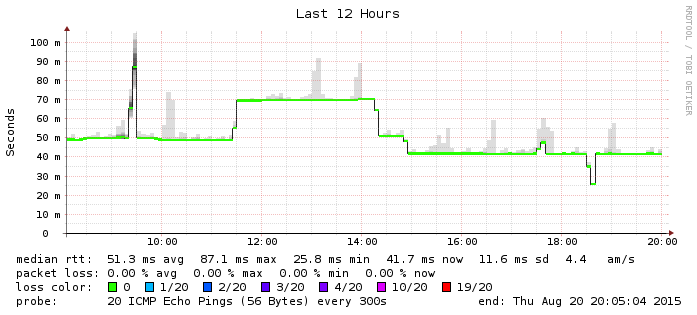 Last 12 Hours
RRDTOOL / TOBI OETIKER
Seconds
100 m
90 m
80 m
70 m
60 m
50 m
40 m
30 m
20 m
10 m
0
10:00 12:00 14:00 16:00 18:00 20:00
median rtt: 51.3 ms avg 87.1 ms max 25.8 ms min 41.7 ms now 11.6 ms sd 4.4 am/s
packet loss: 0.00 % avg 0.00 % max 0.00 % min 0.00 % now
loss color: 0 1/20 2/20 3/20 4/20 10/20 19/20
probe: 20 ICMP Echo Pings (56 Bytes) every 300s end: Thu Aug 20 20:05:04 2015